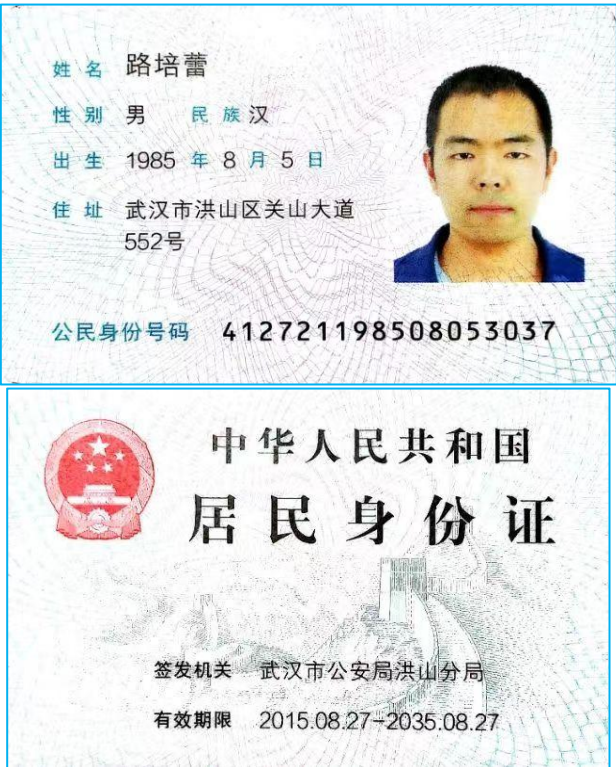 姓名 路培蕾
性别 男 民族 汉
出生 1985 年 8 月 5 日
住址 武汉市洪山区关山大道
552号
公民身份号码 412721198508053037
中华人民共和国
居民身份证
签发机关 武汉市公安局洪山分局
有效期限 2015.08.27-2035.08.27